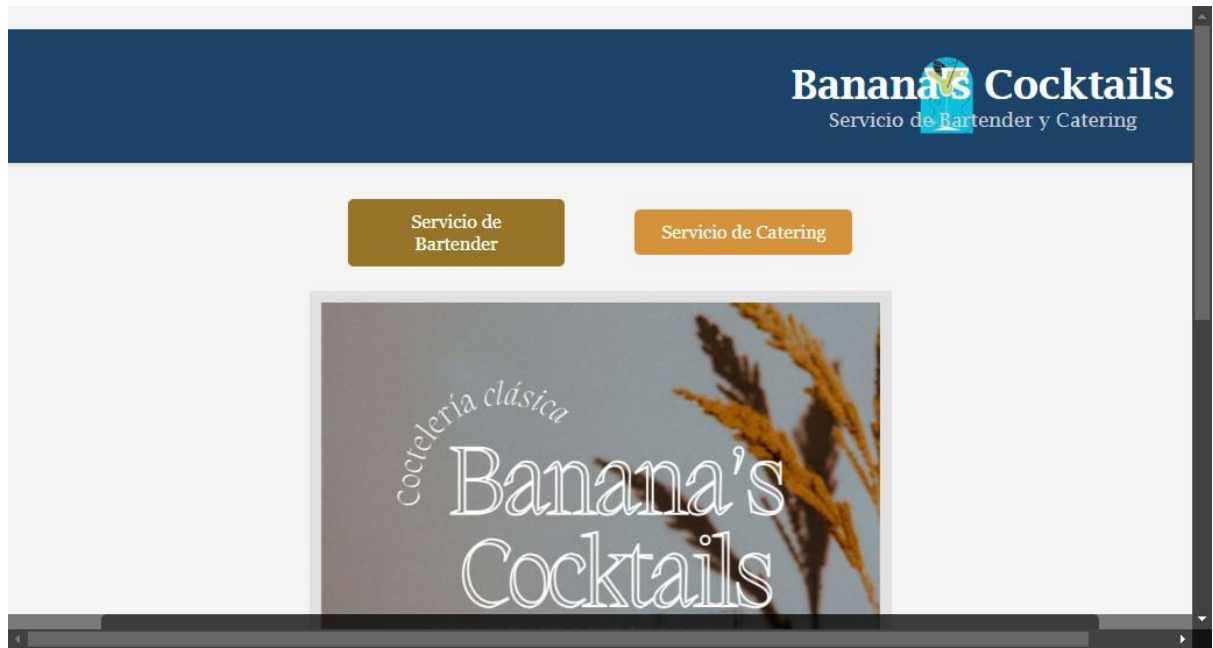 Banana's Cocktails
Servicio de Bartender y Catering
Servicio de
Bartender
Servicio de Catering
Coctelería clásica
Banana's
Cocktails